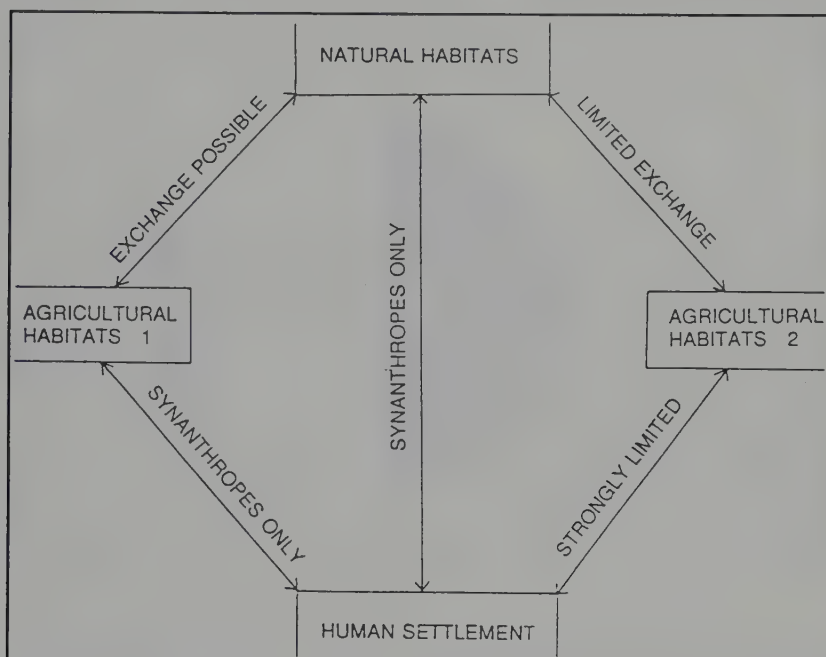 NATURAL HABITATS
EXCHANGE POSSIBLE
LIMITED EXCHANGE
SYNANTHROPES ONLY
AGRICULTURAL
HABITATS 1
AGRICULTURAL
HABITATS 2
SYNANTHROPES ONLY
STRONGLY LIMITED
HUMAN SETTLEMENT